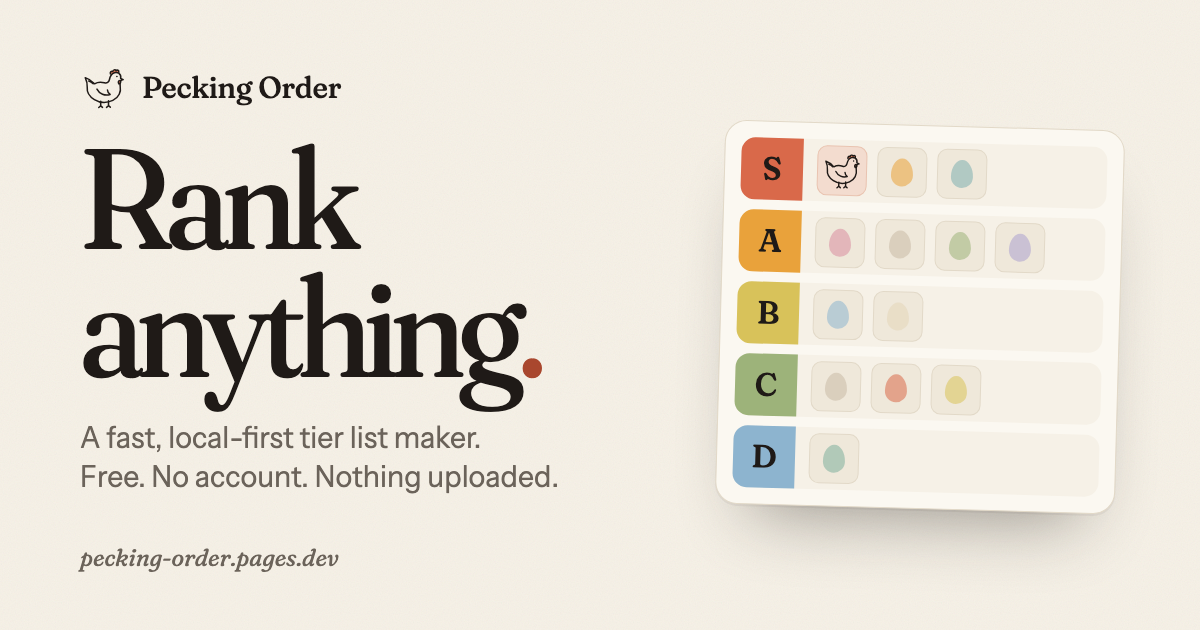 Pecking Order
Rank
anything.
A fast, local-first tier list maker.
Free. No account. Nothing uploaded.
pecking-order.pages.dev
S
A
B
C
D